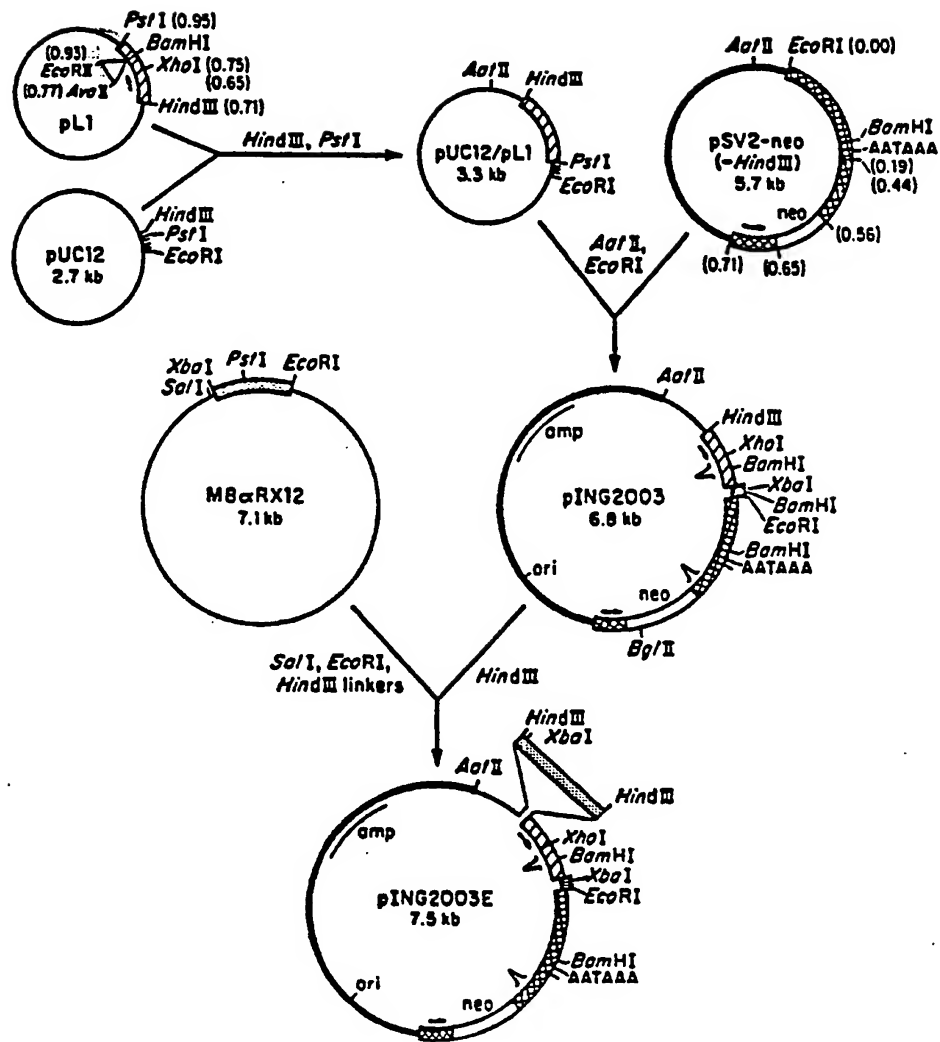 PstI (0.95)
BamHI
(0.93)
EcoRII
XhoI (0.75)
(0.65)
(0.77) AvaII
HindIII (0.71)
pL1
HindIII, PstI
HindIII
PstI
EcoRI
pUC12
2.7 kb
AatII
HindIII
pUC12/pL1
3.3 kb
PstI
EcoRI
AatII
EcoRI (0.00)
pSV2-neo
(-HindIII)
5.7 kb
BamHI
AATAAA
(0.19)
(0.44)
neo
(0.56)
(0.71)
(0.65)
AatII,
EcoRI
XbaI
SalI
PstI
EcoRI
M8αRX12
7.1 kb
AatII
HindIII
amp
XhoI
BamHI
XbaI
BamHI
EcoRI
pING2003
6.8 kb
BamHI
AATAAA
ori
neo
BglII
SalI, EcoRI,
HindIII linkers
HindIII
HindIII
XbaI
AatII
HindIII
amp
XhoI
BamHI
XbaI
EcoRI
pING2003E
7.5 kb
BamHI
AATAAA
ori
neo